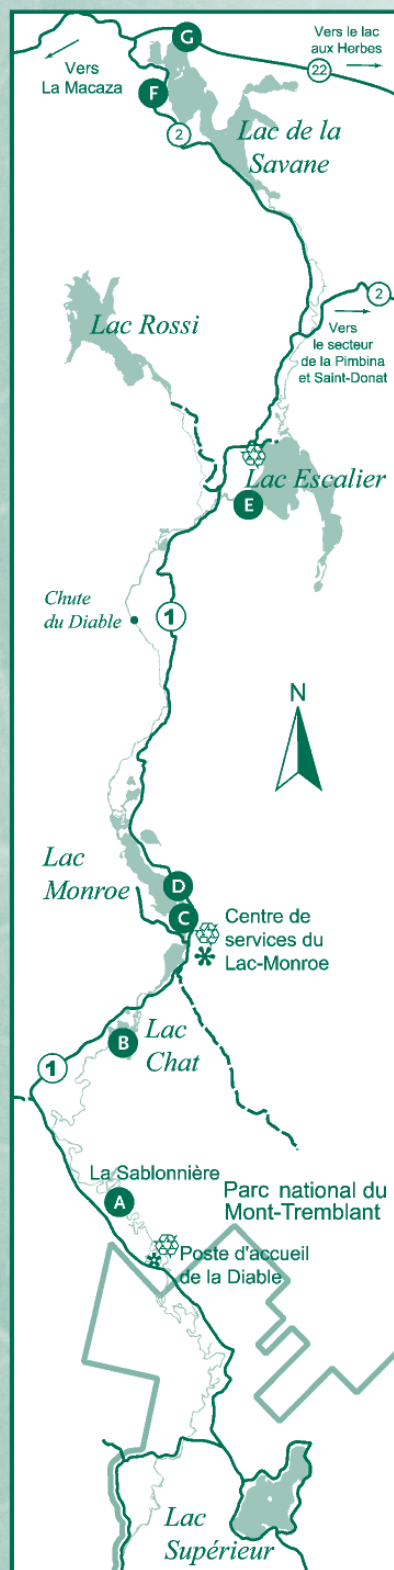 G
Vers le lac
aux Herbes
22
Vers
La Macaza
F
2
Lac de la
Savane
2
Lac Rossi
Vers
le secteur
de la Pimbina
et Saint-Donat
Lac Escalier
E
Chute
du Diable
1
N
Lac
Monroe
D
C
Centre de
services du
Lac-Monroe
B
Lac
Chat
1
La Sablonnière
A
Parc national du
Mont-Tremblant
Poste d'accueil
de la Diable
Lac
Supérieur